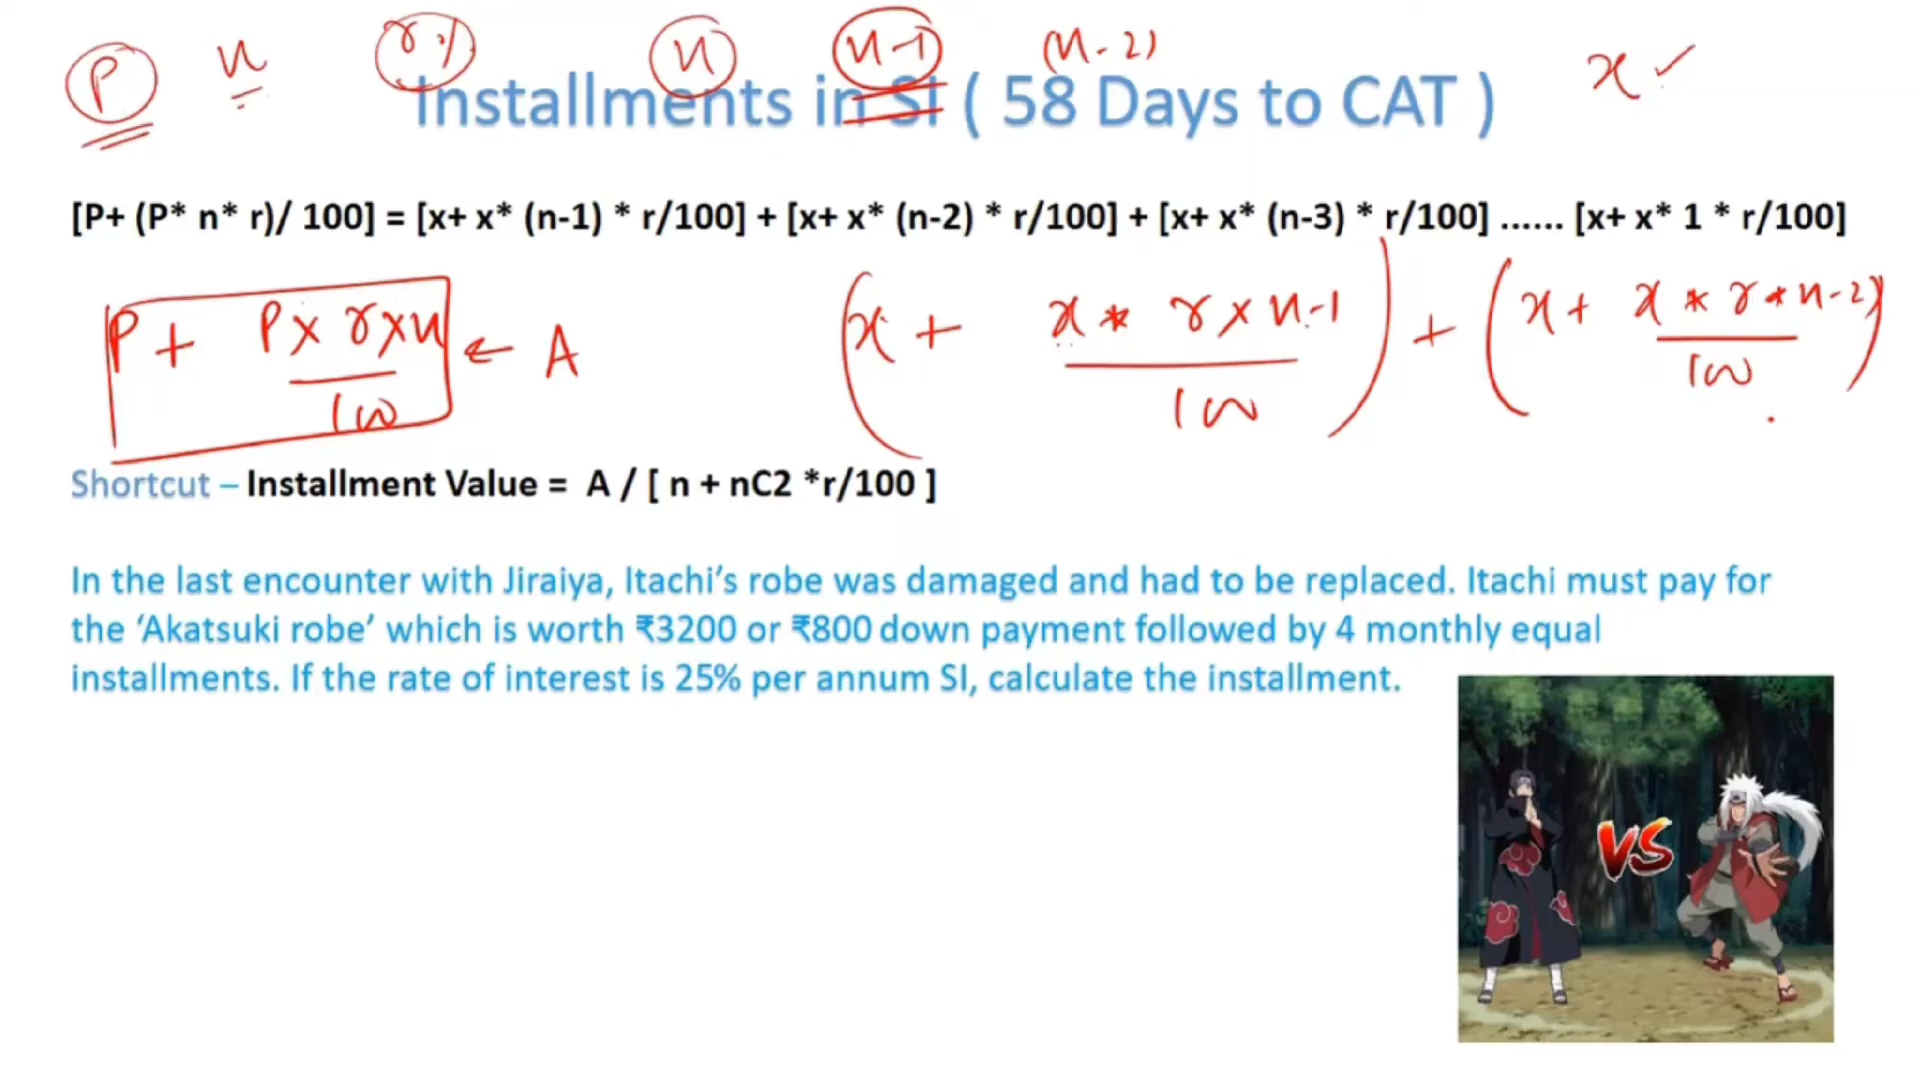 P n r% n n-1 (n-2) x ✓
Installments in SI ( 58 Days to CAT )
[P+ (P* n* r)/ 100] = [x+ x* (n-1) * r/100] + [x+ x* (n-2) * r/100] + [x+ x* (n-3) * r/100] ...... [x+ x* 1 * r/100]
P + P× r×n ← A (x + x * r × n-1) + (x + x * r * n-2)
100 100 100
Shortcut – Installment Value = A / [ n + nC2 *r/100 ]
In the last encounter with Jiraiya, Itachi’s robe was damaged and had to be replaced. Itachi must pay for
the ‘Akatsuki robe’ which is worth ₹3200 or ₹800 down payment followed by 4 monthly equal
installments. If the rate of interest is 25% per annum SI, calculate the installment.
VS